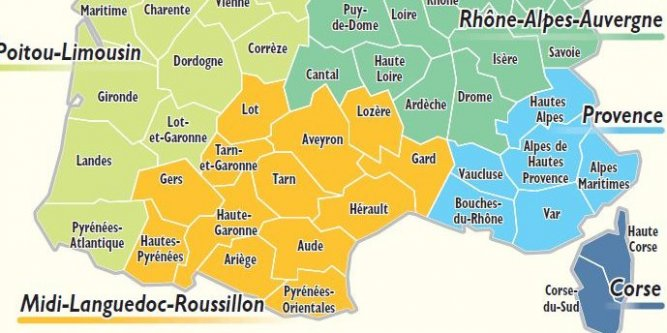 Vienne
Puy-
de-Dome
Loire
Rhône
Maritime
Charente
Rhône-Alpes-Auvergne
Corrèze
Savoie
Poitou-Limousin
Dordogne
Cantal
Haute
Loire
Isère
Gironde
Lot
Lozère
Ardèche
Drome
Hautes
Alpes
Provence
Lot-
et-Garonne
Aveyron
Landes
Tarn-
et-Garonne
Gard
Vaucluse
Alpes de
Hautes
Provence
Alpes
Maritimes
Gers
Tarn
Hérault
Bouches-
du-Rhône
Var
Pyrénées-
Atlantique
Hautes-
Pyrénées
Haute-
Garonne
Aude
Haute
Corse
Ariège
Pyrénées-
Orientales
Corse-
du-Sud
Corse
Midi-Languedoc-Roussillon